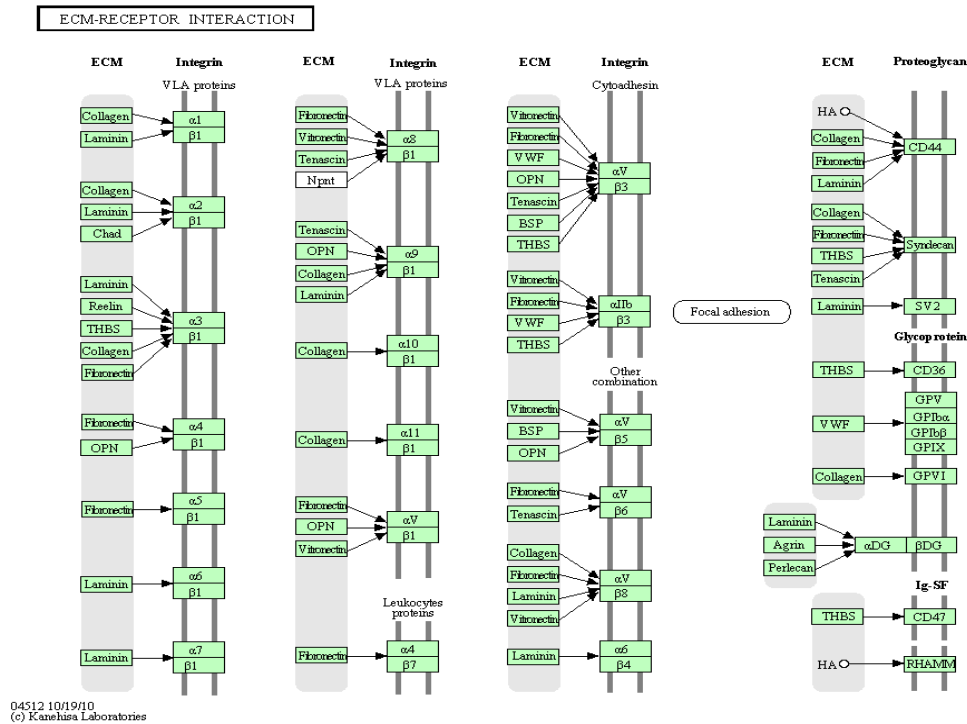 ECM-RECEPTOR INTERACTION
ECM Integrin
VLA proteins
Collagen
Laminin
α1
β1
Collagen
Laminin
Chad
α2
β1
Laminin
Reelin
THBS
Collagen
Fibronectin
α3
β1
Fibronectin
OPN
α4
β1
Fibronectin
α5
β1
Laminin
α6
β1
Laminin
α7
β1
ECM Integrin
VLA proteins
Fibronectin
Vitronectin
Tenascin
Npnt
α8
β1
Tenascin
OPN
Collagen
Laminin
α9
β1
Collagen
α10
β1
Collagen
α11
β1
Fibronectin
OPN
Vitronectin
αV
β1
Leukocytes
proteins
Fibronectin
α4
β7
ECM Integrin
Cytoadhesin
Vitronectin
Fibronectin
VWF
OPN
Tenascin
BSP
THBS
αV
β3
Vitronectin
Fibronectin
VWF
THBS
αIIb
β3
Other
combination
Vitronectin
BSP
OPN
αV
β5
Fibronectin
Tenascin
αV
β6
Collagen
Fibronectin
Laminin
Vitronectin
αV
β8
Laminin
α6
β4
Focal adhesion
ECM Proteoglycan
HA
Collagen
Fibronectin
Laminin
CD44
Collagen
Fibronectin
THBS
Tenascin
Syndecan
Laminin
SV2
Glycoprotein
THBS
CD36
VWF
GPV
GPIbα
GPIbβ
GPIX
Collagen
GPVI
Laminin
Agrin
Perlecan
αDG
βDG
Ig-SF
THBS
CD47
HA
RHAMM
04512 10/19/10
(c) Kanehisa Laboratories